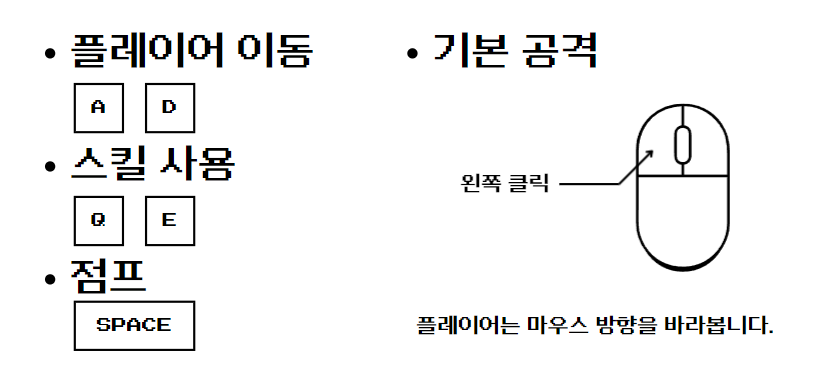 • 플레이어 이동
A D
• 스킬 사용
Q E
• 점프
SPACE
• 기본 공격
왼쪽 클릭
플레이어는 마우스 방향을 바라봅니다.